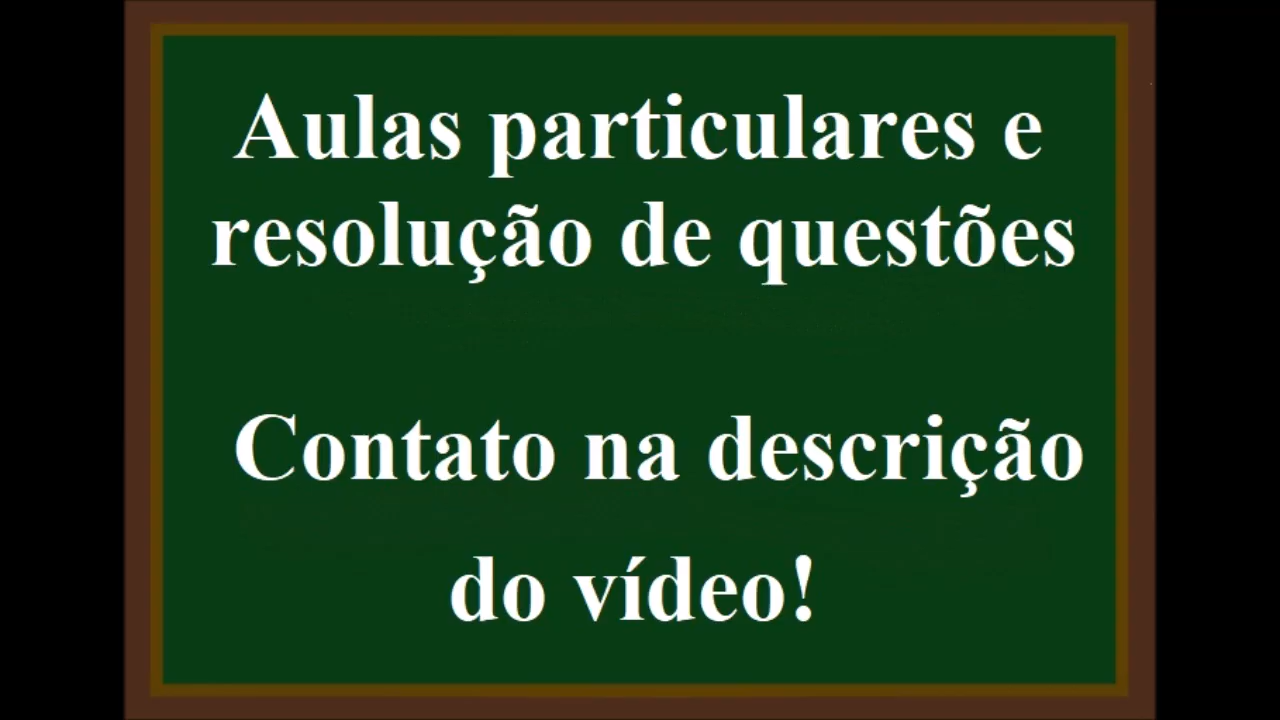 Aulas particulares e
resolução de questões
Contato na descrição
do vídeo!